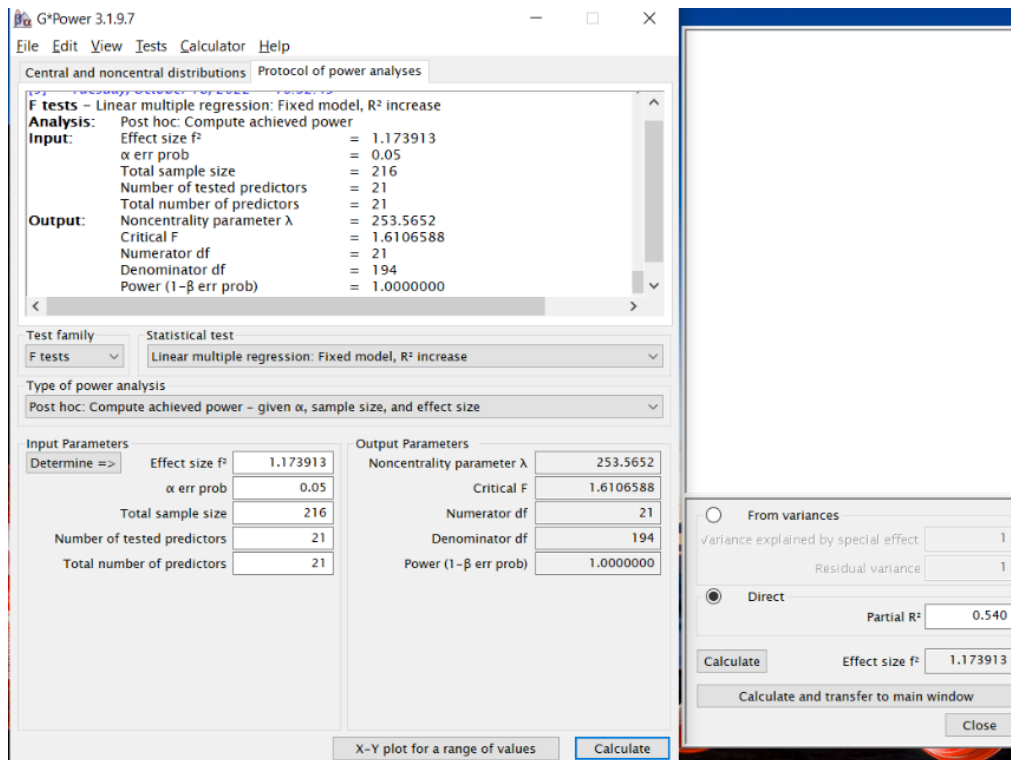 G*Power 3.1.9.7
File Edit View Tests Calculator Help
Central and noncentral distributions Protocol of power analyses
F tests – Linear multiple regression: Fixed model, R² increase
Analysis: Post hoc: Compute achieved power
Input: Effect size f² = 1.173913
α err prob = 0.05
Total sample size = 216
Number of tested predictors = 21
Total number of predictors = 21
Output: Noncentrality parameter λ = 253.5652
Critical F = 1.6106588
Numerator df = 21
Denominator df = 194
Power (1-β err prob) = 1.0000000
Test family Statistical test
F tests Linear multiple regression: Fixed model, R² increase
Type of power analysis
Post hoc: Compute achieved power – given α, sample size, and effect size
Input Parameters
Determine => Effect size f² 1.173913
α err prob 0.05
Total sample size 216
Number of tested predictors 21
Total number of predictors 21
Output Parameters
Noncentrality parameter λ 253.5652
Critical F 1.6106588
Numerator df 21
Denominator df 194
Power (1-β err prob) 1.0000000
X-Y plot for a range of values Calculate
From variances
Variance explained by special effect 1
Residual variance 1
Direct
Partial R² 0.540
Calculate Effect size f² 1.173913
Calculate and transfer to main window
Close